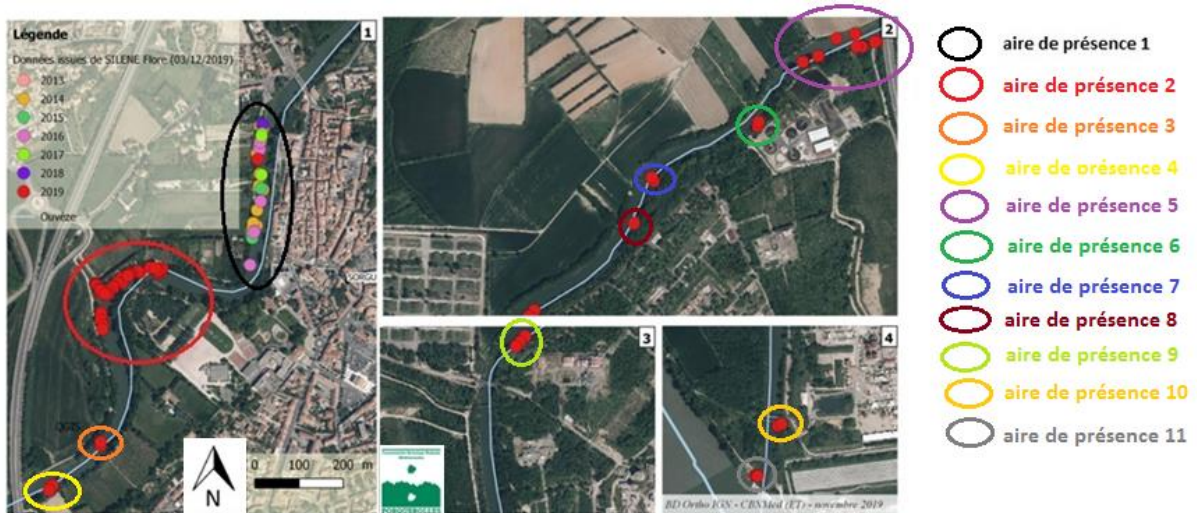 Légende
Données issues de SILENE Flore (03/12/2019)
2013
2014
2015
2016
2017
2018
2019
Ouvèze
1
SORGU
N
0 100 200 m
2
3
4
BD Ortho IGN - CBNMed (ET) - novembre 2019
aire de présence 1
aire de présence 2
aire de présence 3
aire de présence 4
aire de présence 5
aire de présence 6
aire de présence 7
aire de présence 8
aire de présence 9
aire de présence 10
aire de présence 11